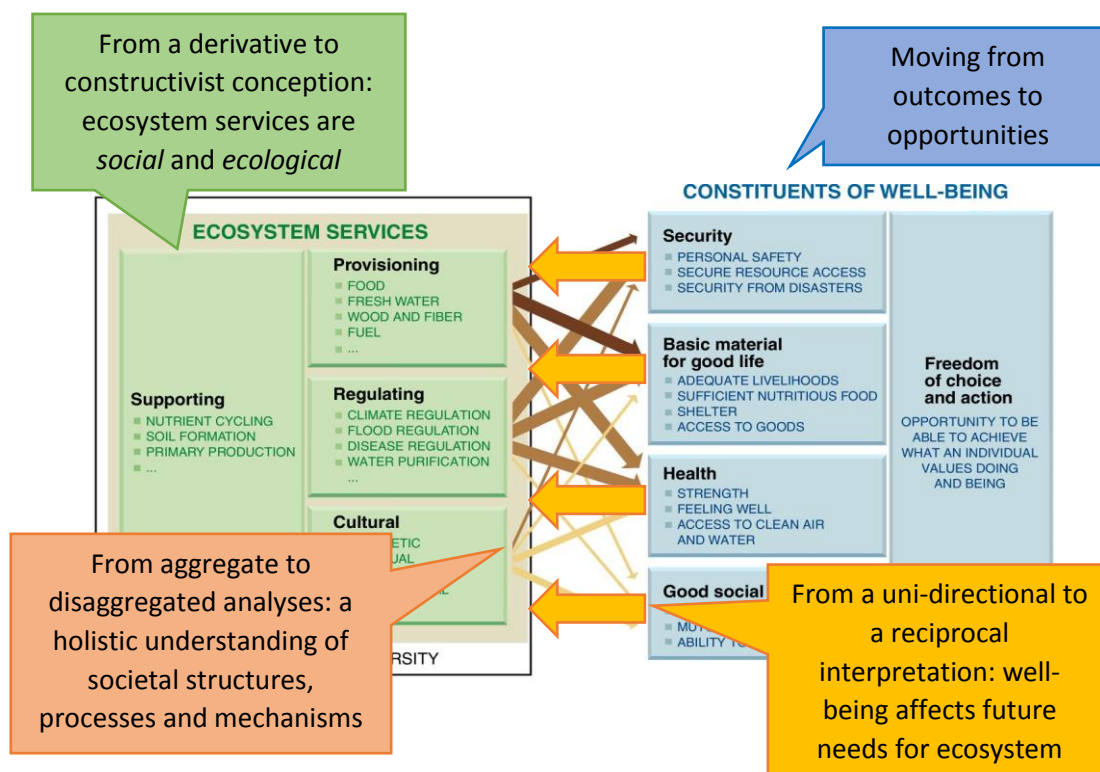 From a derivative to
constructivist conception:
ecosystem services are
social and ecological
Moving from
outcomes to
opportunities
CONSTITUENTS OF WELL-BEING
ECOSYSTEM SERVICES
Supporting
NUTRIENT CYCLING
SOIL FORMATION
PRIMARY PRODUCTION
...
Provisioning
FOOD
FRESH WATER
WOOD AND FIBER
FUEL
...
Regulating
CLIMATE REGULATION
FLOOD REGULATION
DISEASE REGULATION
WATER PURIFICATION
...
Cultural
Security
PERSONAL SAFETY
SECURE RESOURCE ACCESS
SECURITY FROM DISASTERS
Basic material
for good life
ADEQUATE LIVELIHOODS
SUFFICIENT NUTRITIOUS FOOD
SHELTER
ACCESS TO GOODS
Health
STRENGTH
FEELING WELL
ACCESS TO CLEAN AIR
AND WATER
Good social
ABILITY
Freedom
of choice
and action
OPPORTUNITY TO BE
ABLE TO ACHIEVE
WHAT AN INDIVIDUAL
VALUES DOING
AND BEING
From aggregate to
disaggregated analyses: a
holistic understanding of
societal structures,
processes and mechanisms
From a uni-directional to
a reciprocal
interpretation: well-
being affects future
needs for ecosystem